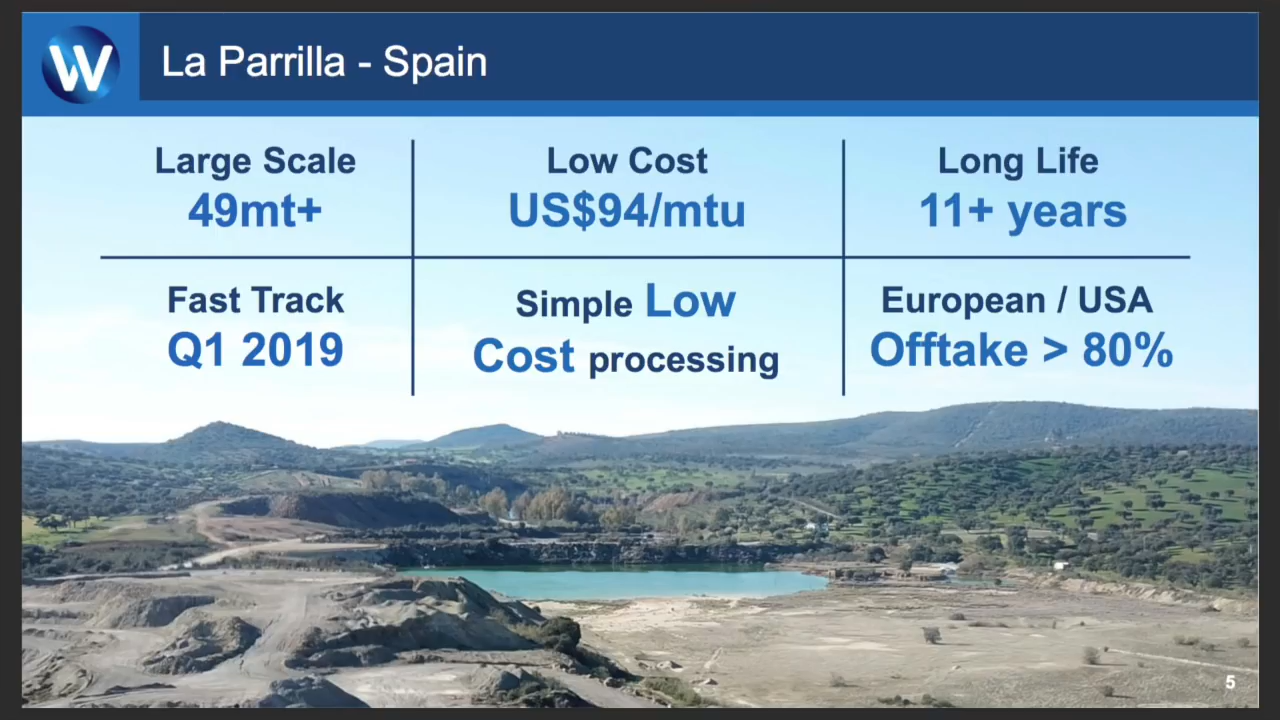 W
La Parrilla - Spain
Large Scale
49mt+
Low Cost
US$94/mtu
Long Life
11+ years
Fast Track
Q1 2019
Simple Low
Cost processing
European / USA
Offtake > 80%
5